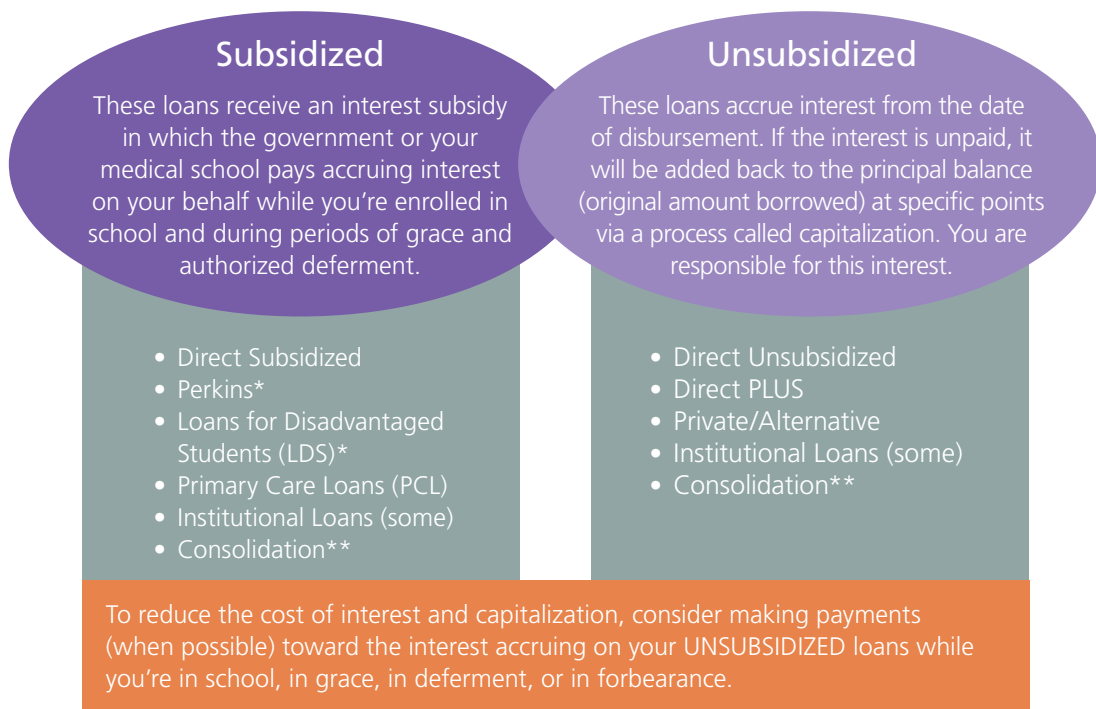 Subsidized
These loans receive an interest subsidy
in which the government or your
medical school pays accruing interest
on your behalf while you’re enrolled in
school and during periods of grace and
authorized deferment.
• Direct Subsidized
• Perkins*
• Loans for Disadvantaged
Students (LDS)*
• Primary Care Loans (PCL)
• Institutional Loans (some)
• Consolidation**
Unsubsidized
These loans accrue interest from the date
of disbursement. If the interest is unpaid, it
will be added back to the principal balance
(original amount borrowed) at specific points
via a process called capitalization. You are
responsible for this interest.
• Direct Unsubsidized
• Direct PLUS
• Private/Alternative
• Institutional Loans (some)
• Consolidation**
To reduce the cost of interest and capitalization, consider making payments
(when possible) toward the interest accruing on your UNSUBSIDIZED loans while
you’re in school, in grace, in deferment, or in forbearance.